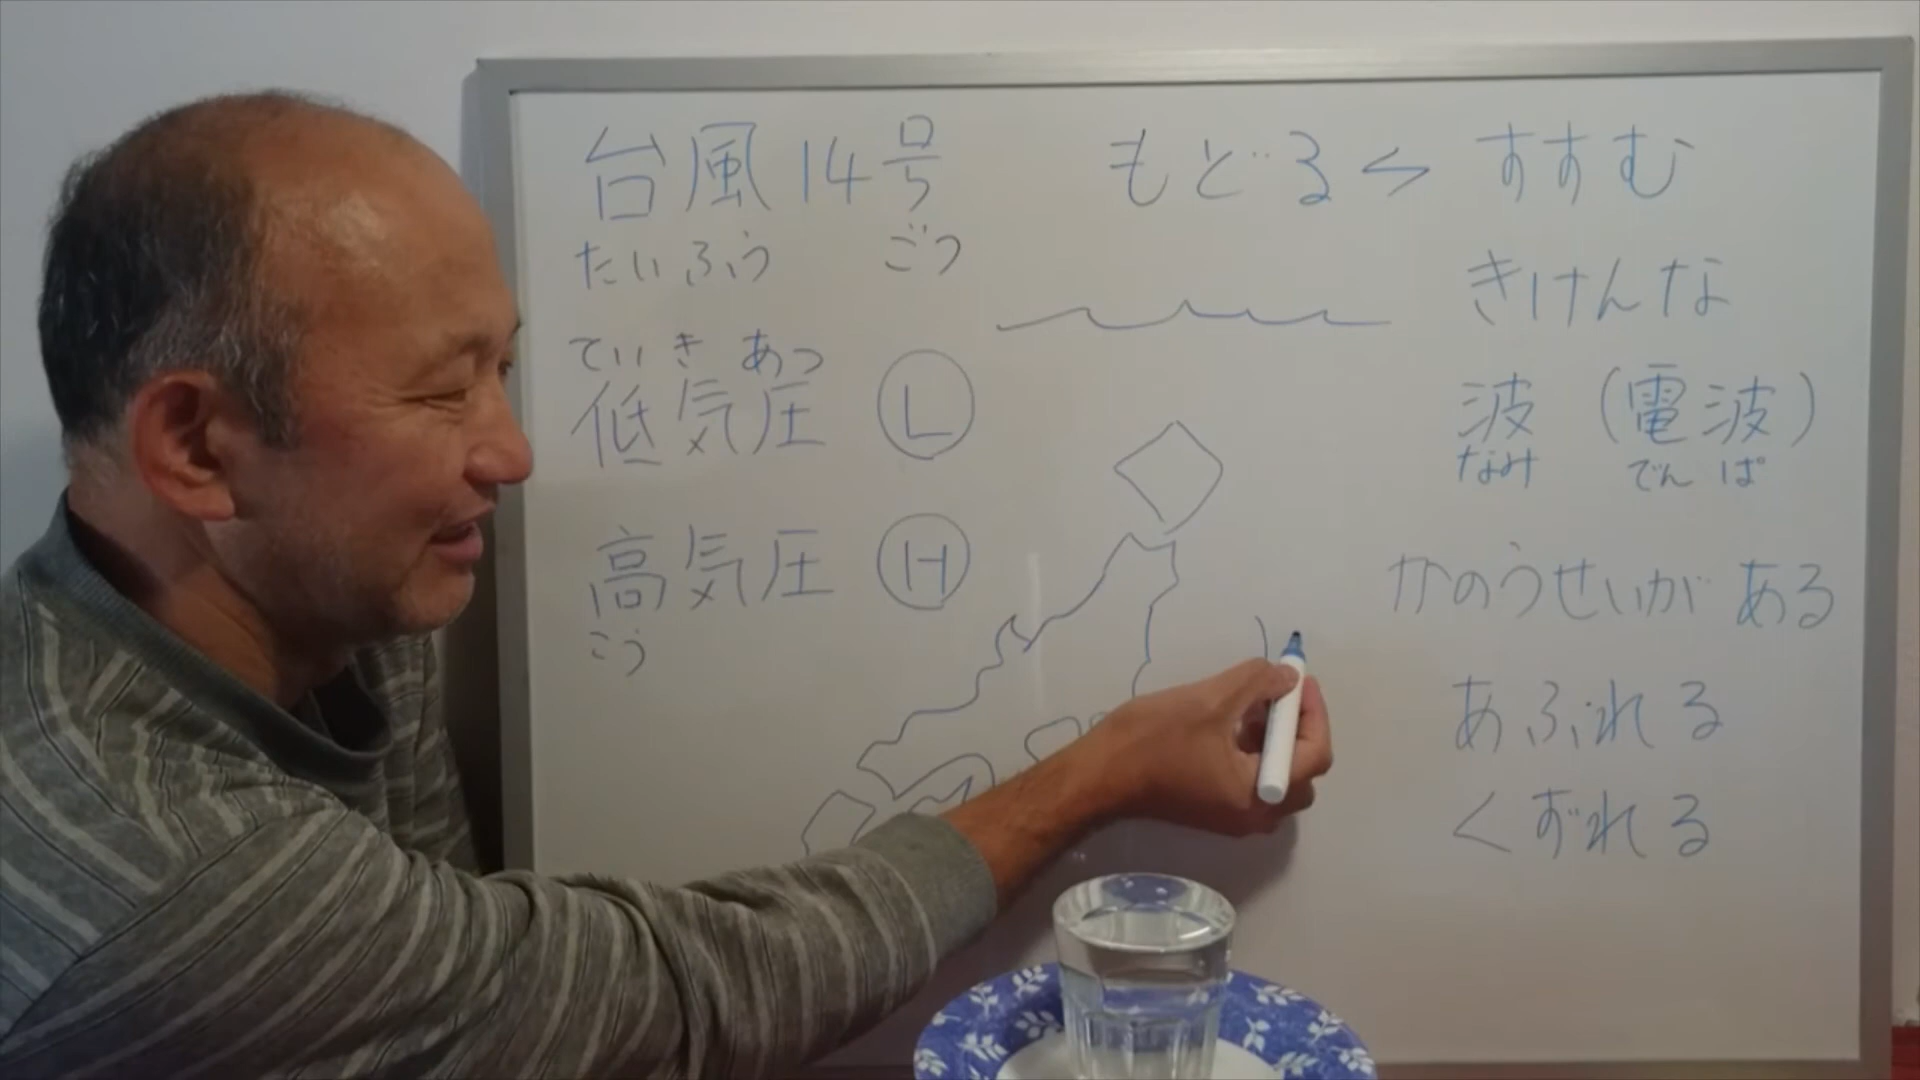 台風14号
たいふう ごう
ていきあつ
低気圧 L
高気圧 H
こう
もどる ↔ すすむ
きけんな
波 (電波)
なみ でんぱ
かのうせいが ある
あふれる
くずれる